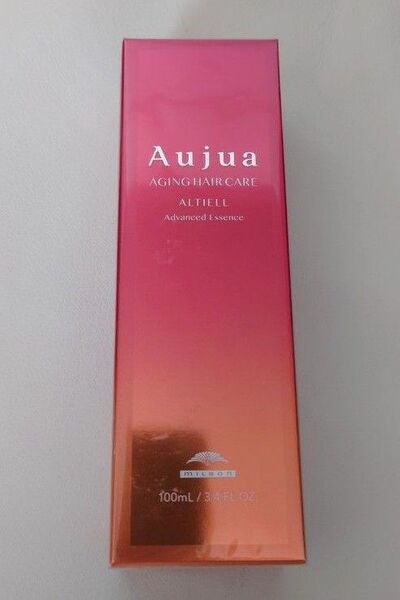 Aujua
AGING HAIR CARE
ALTIELL
Advanced Essence
MILBON
100mL / 3.4 FL OZ.